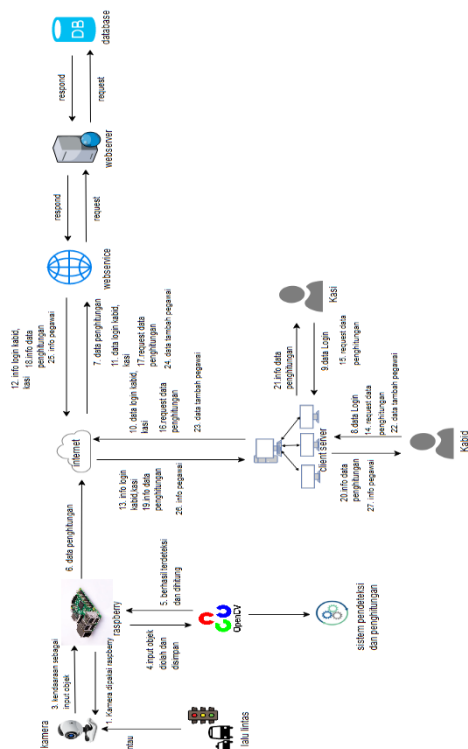 DB
database
respond
request
webserver
respond
request
webservice
12. info login kabid,
kasi
18.info data
penghitungan
25. info pegawai
7. data penghitungan
11. data login kabid,
kasi
17.request data
penghitungan
24. data tambah pegawai
internet
10. data login kabid,
kasi
16.request data
penghitungan
23. data tambah pegawai
13. info login
kabid,kasi
19.info data
penghitungan
26. info pegawai
client server
21.info data
penghitungan
9.data Login
15. request data
penghitungan
Kasi
8.data Login
14. request data
penghitungan
22. data tambah pegawai
20.info data
penghitungan
27. info pegawai
Kabid
6. data penghitungan
raspberry
5. berhasil terdeteksi
dan dihitung
4.input objek
diolah dan
disimpan
OpenCV
sistem pendeteksi
dan penghitungan
3. kendaraan sebagai
input objek
1. Kamera dipakai raspberry
kamera
ntau
lalu lintas